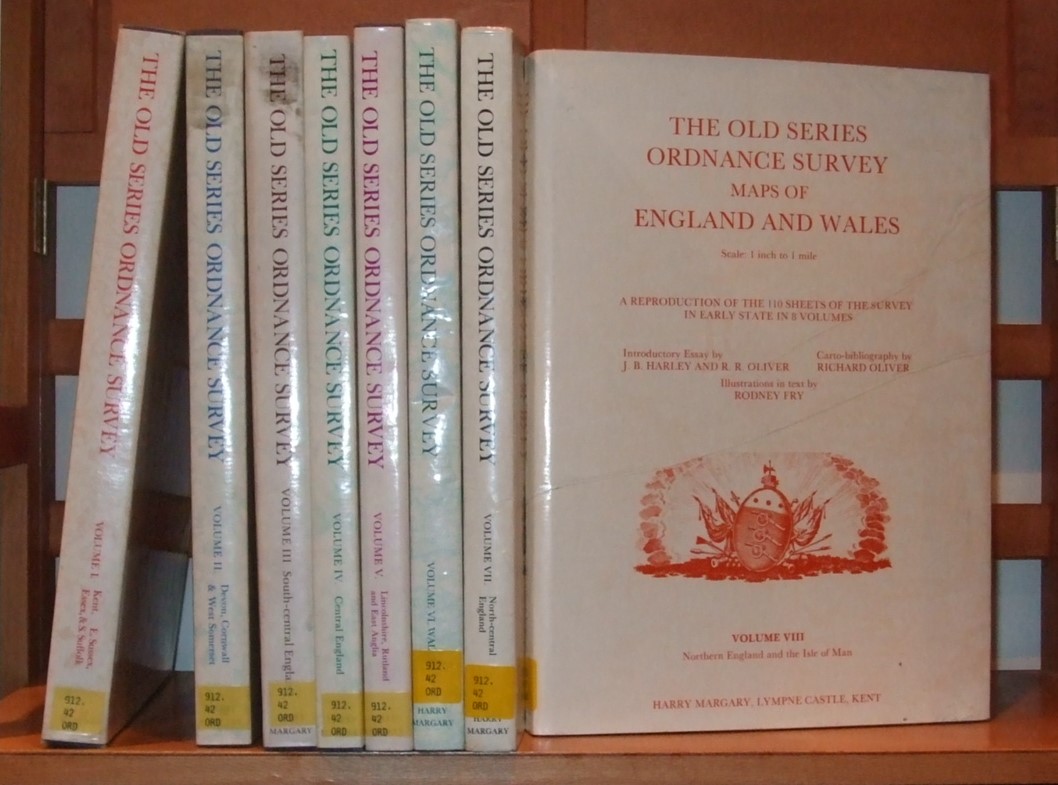 THE OLD SERIES ORDNANCE SURVEY
VOLUME I.
Kent, E. Sussex,
Essex, & S. Suffolk
912.
42
ORD
THE OLD SERIES ORDNANCE SURVEY
VOLUME II
Devon, Cornwall
& West Somerset
912.
42
ORD
THE OLD SERIES ORDNANCE SURVEY
VOLUME III South-central Engla
912.
42
ORD
MARGARY
THE OLD SERIES ORDNANCE SURVEY
VOLUME IV Central England
912.
42
ORD
THE OLD SERIES ORDNANCE SURVEY
VOLUME V.
Lincolnshire, Rutland
and East Anglia
912.
42
ORD
THE OLD SERIES ORDNANCE SURVEY
VOLUME VI. WAL
912.
42
ORD
HARRY
MARGARY
THE OLD SERIES ORDNANCE SURVEY
VOLUME VII
North-central
England
912.
42
ORD
HARRY
MARGARY
THE OLD SERIES
ORDNANCE SURVEY
MAPS OF
ENGLAND AND WALES
Scale: 1 inch to 1 mile
A REPRODUCTION OF THE 110 SHEETS OF THE SURVEY
IN EARLY STATE IN 8 VOLUMES
Introductory Essay by
J. B. HARLEY AND R. R. OLIVER
Carto-bibliography by
RICHARD OLIVER
Illustrations in text by
RODNEY FRY
VOLUME VIII
Northern England and the Isle of Man
HARRY MARGARY, LYMPNE CASTLE, KENT